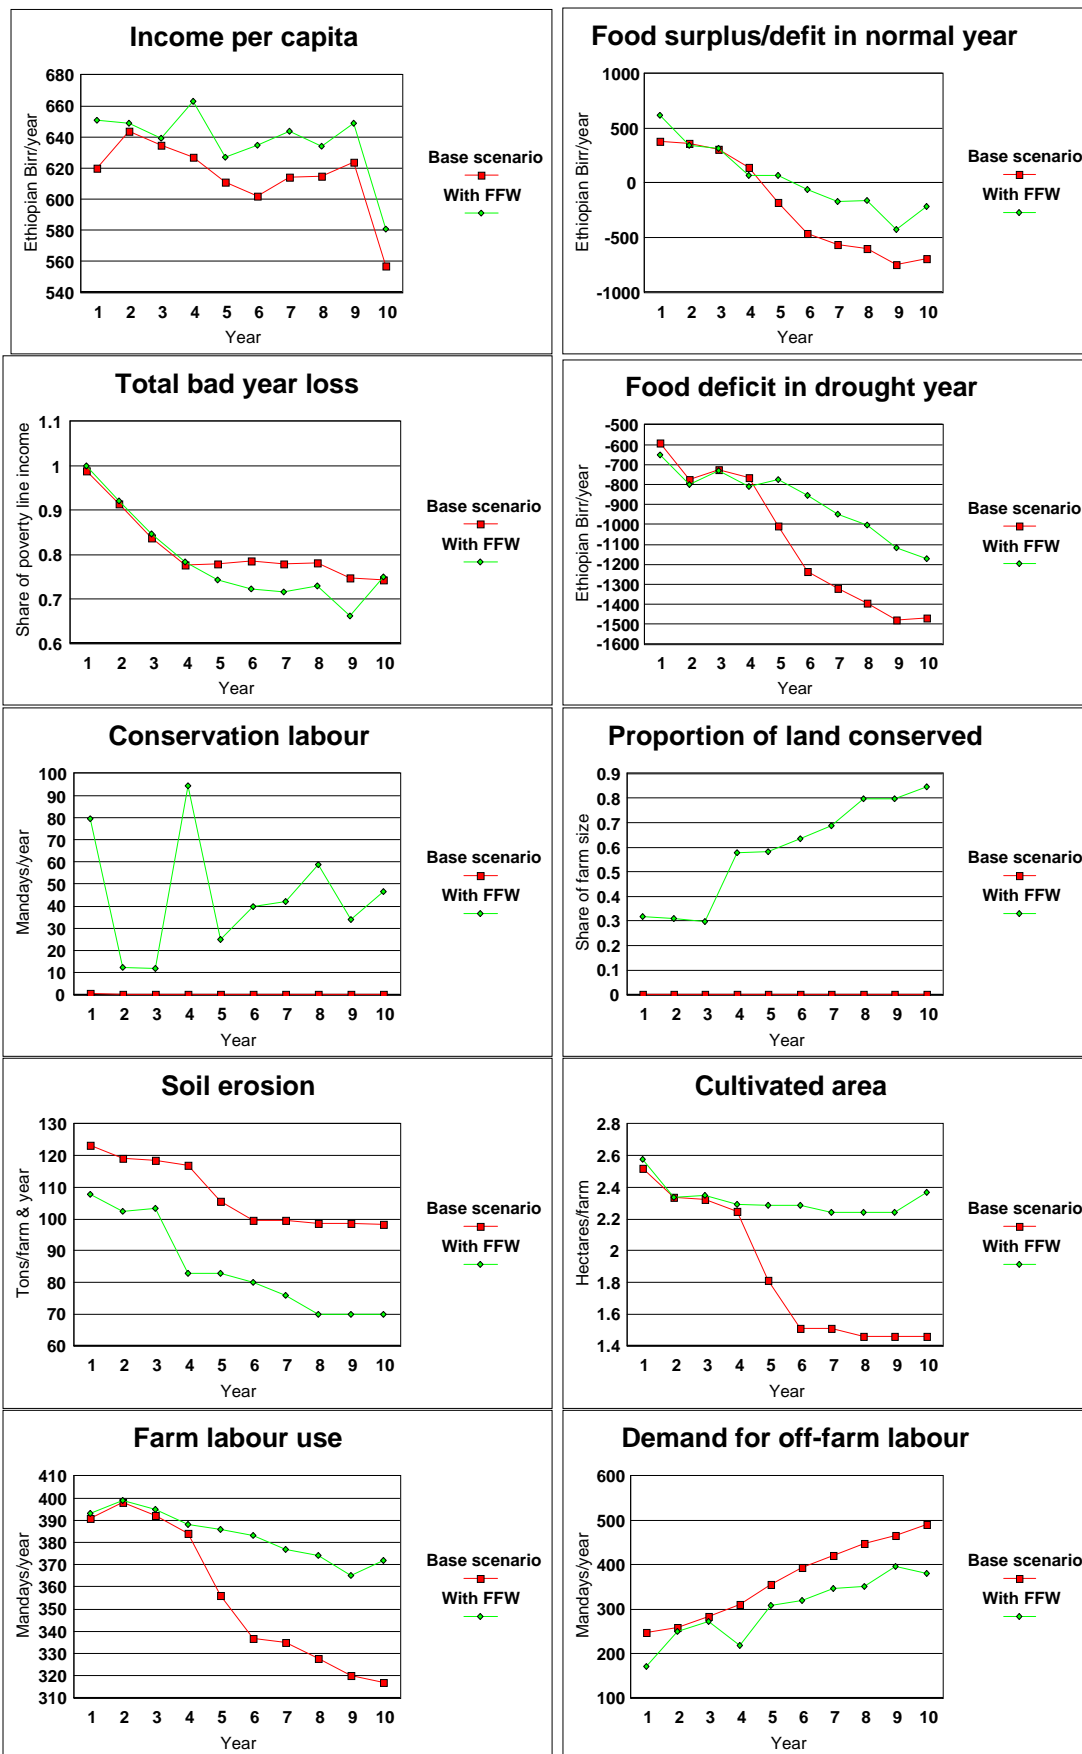 Income per capita
680
660
640
620
600
580
560
540
Ethiopian Birr/year
1 2 3 4 5 6 7 8 9 10
Year
Base scenario
With FFW
Food surplus/defit in normal year
1000
500
0
-500
-1000
Ethiopian Birr/year
1 2 3 4 5 6 7 8 9 10
Year
Base scenario
With FFW
Total bad year loss
1.1
1
0.9
0.8
0.7
0.6
Share of poverty line income
1 2 3 4 5 6 7 8 9 10
Year
Base scenario
With FFW
Food deficit in drought year
-500
-600
-700
-800
-900
-1000
-1100
-1200
-1300
-1400
-1500
-1600
Ethiopian Birr/year
1 2 3 4 5 6 7 8 9 10
Year
Base scenario
With FFW
Conservation labour
100
90
80
70
60
50
40
30
20
10
0
Mandays/year
1 2 3 4 5 6 7 8 9 10
Year
Base scenario
With FFW
Proportion of land conserved
0.9
0.8
0.7
0.6
0.5
0.4
0.3
0.2
0.1
0
Share of farm size
1 2 3 4 5 6 7 8 9 10
Year
Base scenario
With FFW
Soil erosion
130
120
110
100
90
80
70
60
Tons/farm & year
1 2 3 4 5 6 7 8 9 10
Year
Base scenario
With FFW
Cultivated area
2.8
2.6
2.4
2.2
2
1.8
1.6
1.4
Hectares/farm
1 2 3 4 5 6 7 8 9 10
Year
Base scenario
With FFW
Farm labour use
410
400
390
380
370
360
350
340
330
320
310
Mandays/year
1 2 3 4 5 6 7 8 9 10
Year
Base scenario
With FFW
Demand for off-farm labour
600
500
400
300
200
100
Mandays/year
1 2 3 4 5 6 7 8 9 10
Year
Base scenario
With FFW